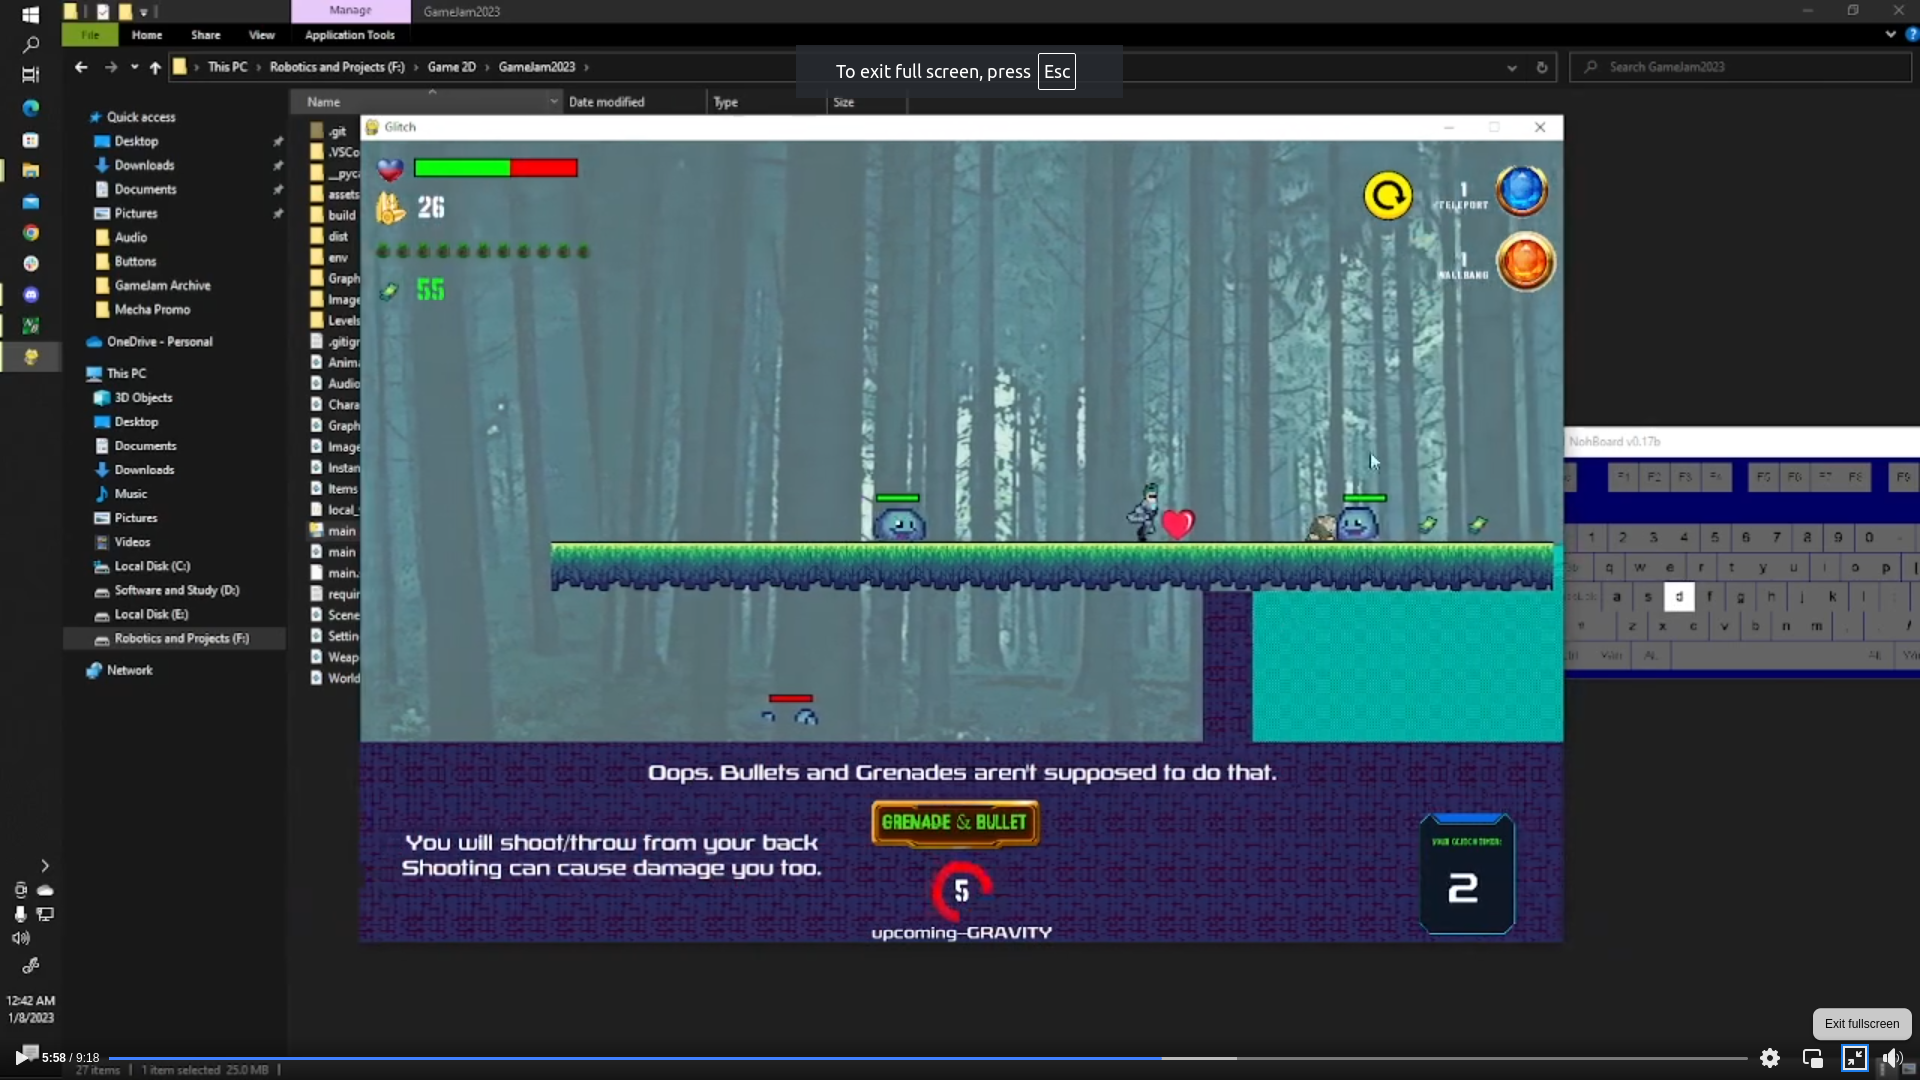 Manage
GameJam2023
File
Home
Share
View
Application Tools
This PC
Robotics and Projects (F:)
Game 2D
GameJam2023
Search GameJam2023
To exit full screen, press Esc
Name
Date modified
Type
Size
Quick access
Desktop
Downloads
Documents
Pictures
Audio
Buttons
GameJam Archive
Mecha Promo
OneDrive - Personal
This PC
3D Objects
Desktop
Documents
Downloads
Music
Pictures
Videos
Local Disk (C:)
Software and Study (D:)
Local Disk (E:)
Robotics and Projects (F:)
Network
.git
.VSCo
__pyca
assets
build
dist
env
Graph
Image
Levels
.gitign
Anima
Audio
Chara
Graph
Image
Instan
Items
local_
main
main
main.
requir
Scene
Settin
Weap
World
Glitch
26
55
1
TELEPORT
1
WALLBANG
Oops. Bullets and Grenades aren't supposed to do that.
GRENADE & BULLET
You will shoot/throw from your back
Shooting can cause damage you too.
5
upcoming-GRAVITY
YOUR GLITCH TIMER:
2
NohBoard v0.17b
F1 F2 F3 F4 F5 F6 F7 F8 F9
1 2 3 4 5 6 7 8 9 0 -
q w e r t y u i o p [
a s d f g h j k l ;
z x c v b n m , . /
12:42 AM
1/8/2023
Exit fullscreen
5:58 / 9:18
27 items
1 item selected 25.0 MB